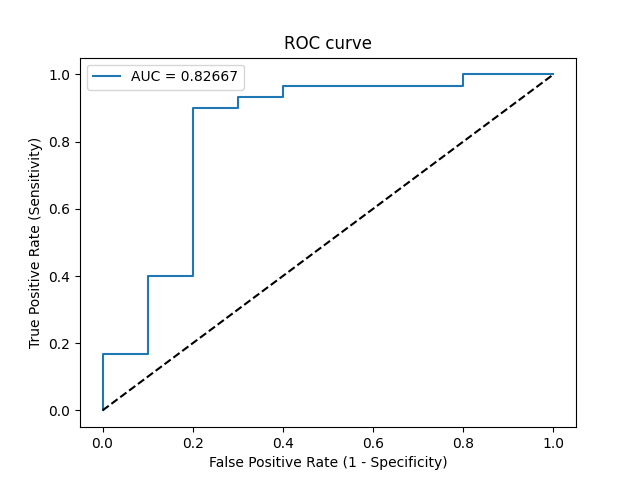 ROC curve
AUC = 0.82667
True Positive Rate (Sensitivity)
1.0
0.8
0.6
0.4
0.2
0.0
0.0 0.2 0.4 0.6 0.8 1.0
False Positive Rate (1 - Specificity)